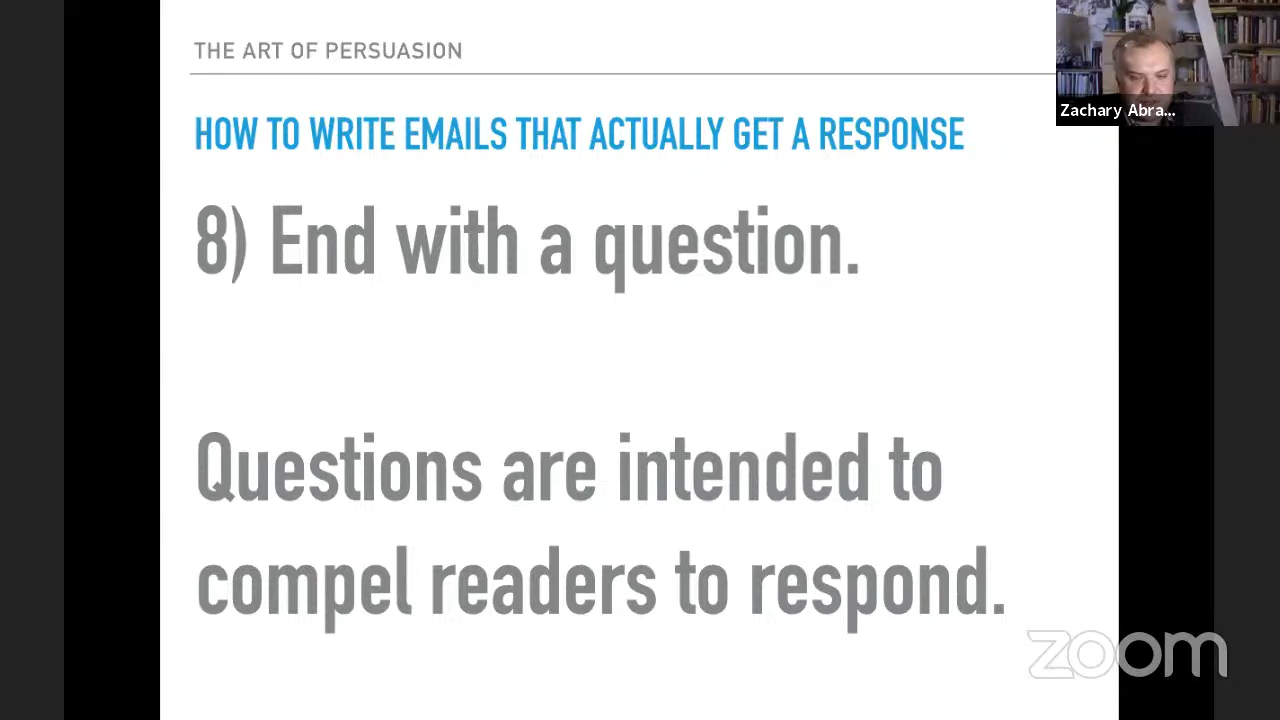 THE ART OF PERSUASION
HOW TO WRITE EMAILS THAT ACTUALLY GET A RESPONSE
8) End with a question.
Questions are intended to
compel readers to respond.
Zachary Abra...
zoom